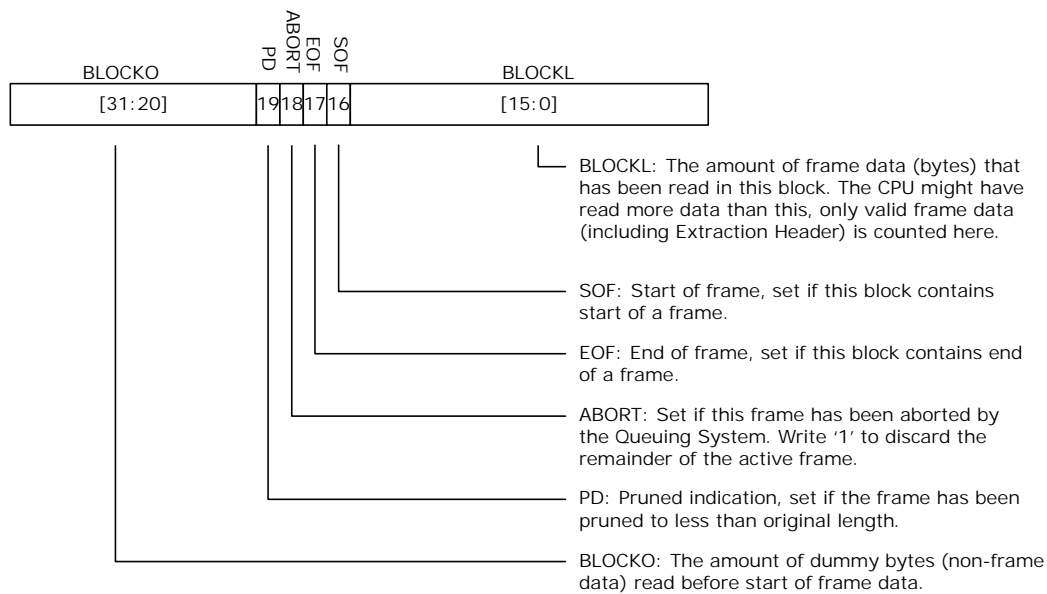 PD
ABORT
EOF
SOF
BLOCKO
BLOCKL
[31:20]
19
18
17
16
[15:0]
BLOCKL: The amount of frame data (bytes) that
has been read in this block. The CPU might have
read more data than this, only valid frame data
(including Extraction Header) is counted here.
SOF: Start of frame, set if this block contains
start of a frame.
EOF: End of frame, set if this block contains end
of a frame.
ABORT: Set if this frame has been aborted by
the Queuing System. Write ‘1’ to discard the
remainder of the active frame.
PD: Pruned indication, set if the frame has been
pruned to less than original length.
BLOCKO: The amount of dummy bytes (non-frame
data) read before start of frame data.